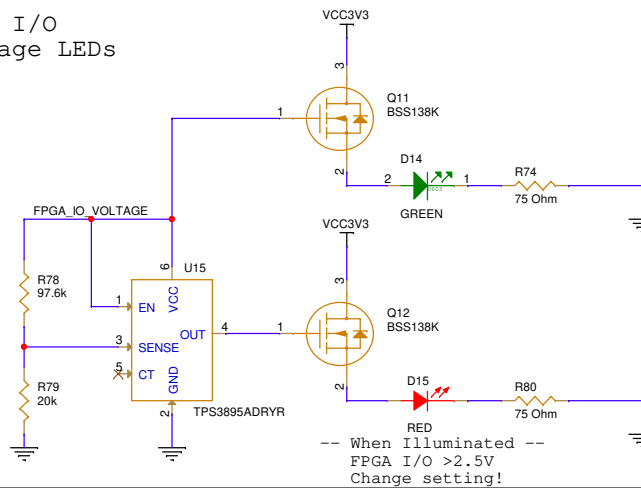 I/O
age LEDs
VCC3V3
3
1
Q11
BSS138K
2
D14
2
1
GREEN
R74
75 Ohm
FPGA_IO_VOLTAGE
VCC3V3
R78
97.6k
6
U15
1
EN
VCC
3
Q12
BSS138K
OUT
4
1
3
SENSE
5
CT
GND
2
R79
20k
2
TPS3895ADRYR
D15
RED
R80
75 Ohm
-- When Illuminated --
FPGA I/O >2.5V
Change setting!